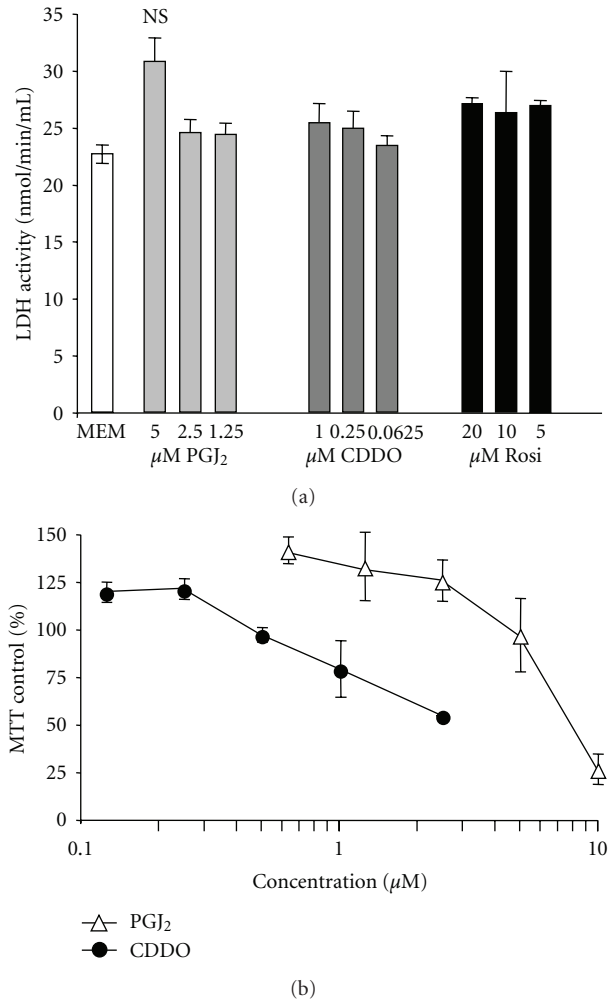 NS
35
30
25
20
15
10
5
0
LDH activity (nmol/min/mL)
MEM 5 2.5 1.25 1 0.25 0.0625 20 10 5
μM PGJ₂ μM CDDO μM Rosi
(a)
150
125
100
75
50
25
0
MTT control (%)
0.1 1 10
Concentration (μM)
PGJ₂
CDDO
(b)